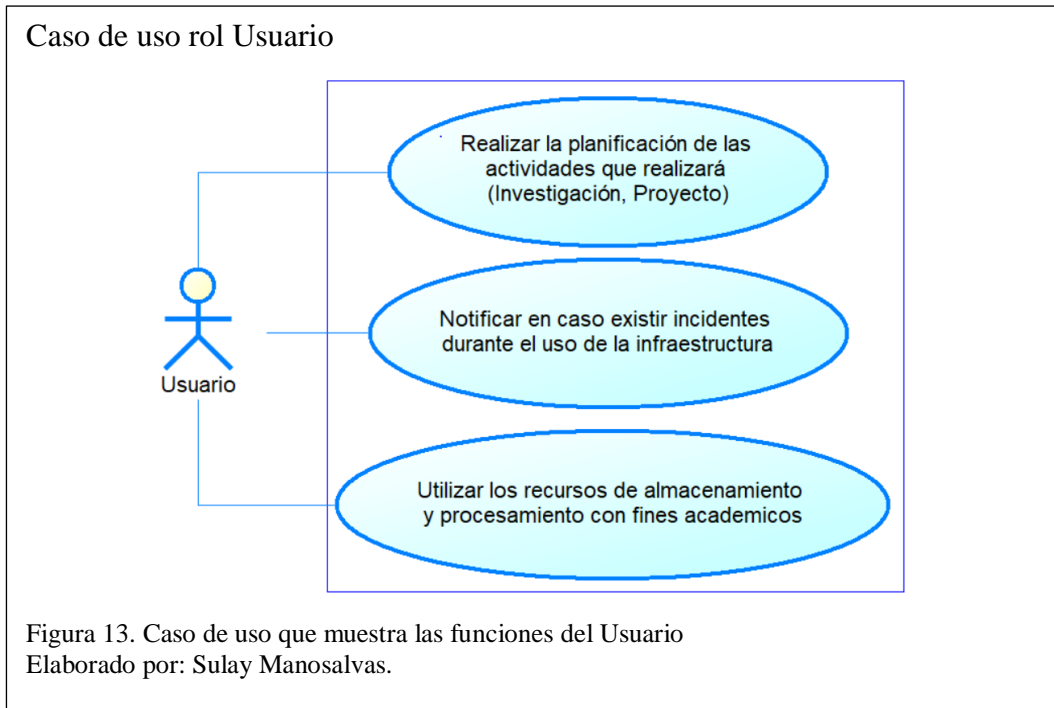 Caso de uso rol Usuario
Realizar la planificación de las
actividades que realizará
(Investigación, Proyecto)
Notificar en caso existir incidentes
durante el uso de la infraestructura
Usuario
Utilizar los recursos de almacenamiento
y procesamiento con fines academicos
Figura 13. Caso de uso que muestra las funciones del Usuario
Elaborado por: Sulay Manosalvas.